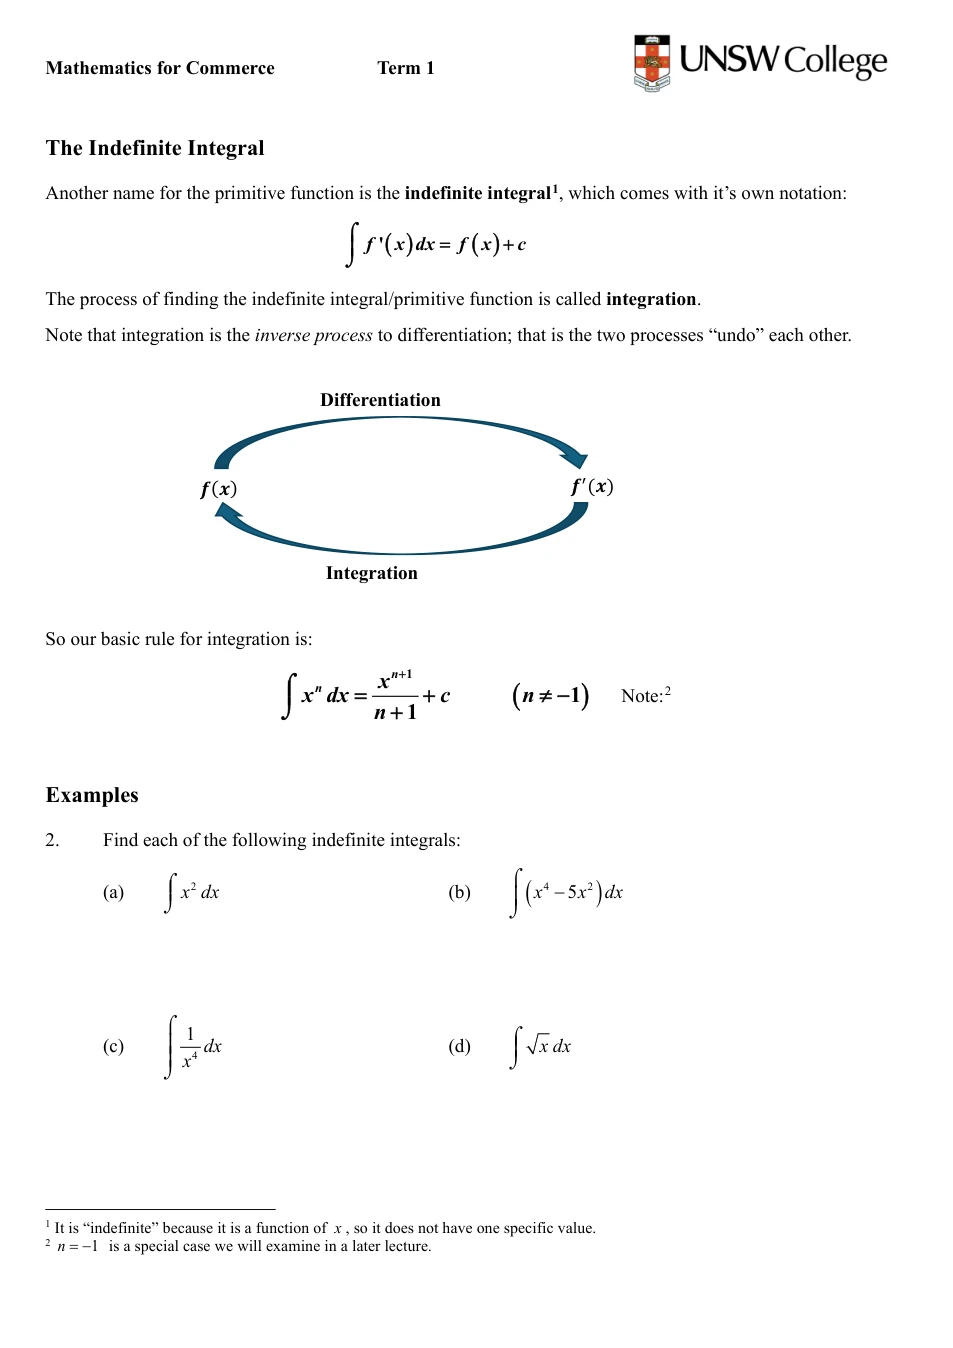 Mathematics for Commerce Term 1 UNSW College
The Indefinite Integral
Another name for the primitive function is the indefinite integral¹, which comes with it’s own notation:
∫ f '(x)dx = f(x)+c
The process of finding the indefinite integral/primitive function is called integration.
Note that integration is the inverse process to differentiation; that is the two processes “undo” each other.
Differentiation
f(x) f′(x)
Integration
So our basic rule for integration is:
∫ xⁿ dx = xⁿ⁺¹/(n+1) + c (n ≠ −1) Note:²
Examples
2. Find each of the following indefinite integrals:
(a) ∫ x² dx (b) ∫ (x⁴ − 5x²)dx
(c) ∫ 1/x⁴ dx (d) ∫ √x dx
¹ It is “indefinite” because it is a function of x , so it does not have one specific value.
² n = −1 is a special case we will examine in a later lecture.